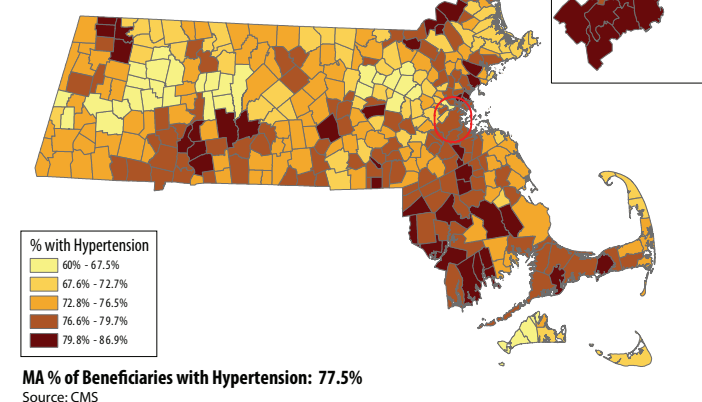 % with Hypertension
60% - 67.5%
67.6% - 72.7%
72.8% - 76.5%
76.6% - 79.7%
79.8% - 86.9%
MA % of Beneficiaries with Hypertension: 77.5%
Source: CMS